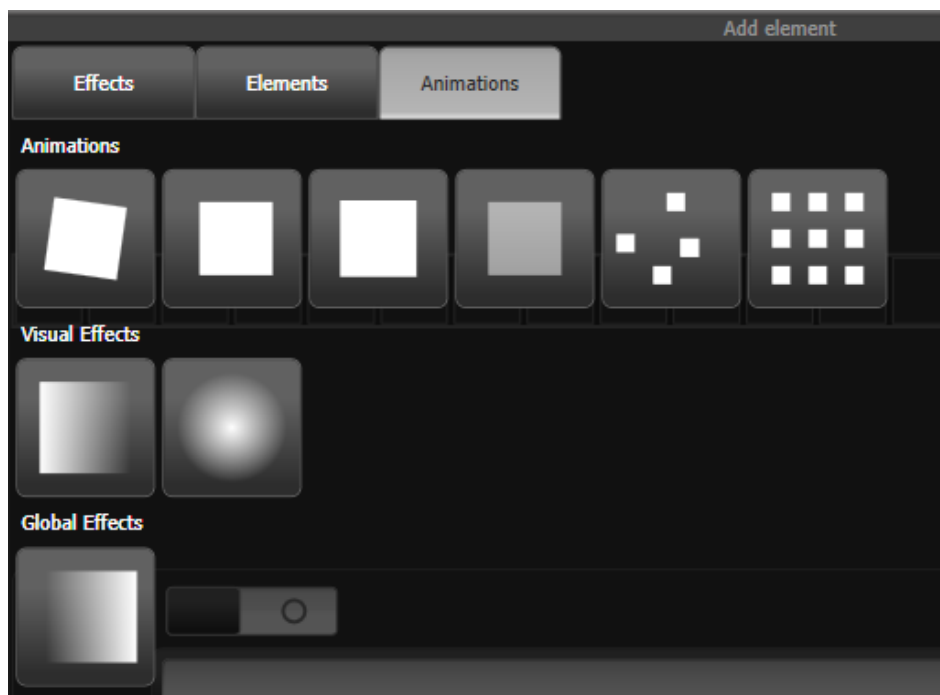 Add element
Effects Elements Animations
Animations
Visual Effects
Global Effects